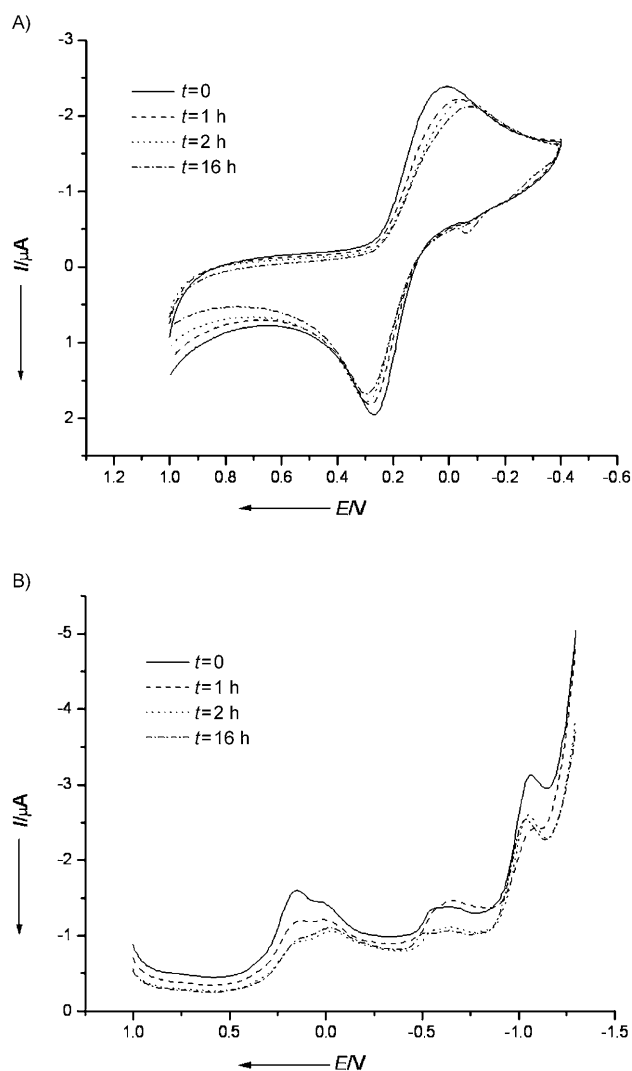 A)
-3
-2
-1
0
1
2
I/µA
t=0
t=1 h
t=2 h
t=16 h
1.2 1.0 0.8 0.6 0.4 0.2 0.0 -0.2 -0.4 -0.6
E/V
B)
-5
-4
-3
-2
-1
0
I/µA
t=0
t=1 h
t=2 h
t=16 h
1.0 0.5 0.0 -0.5 -1.0 -1.5
E/V